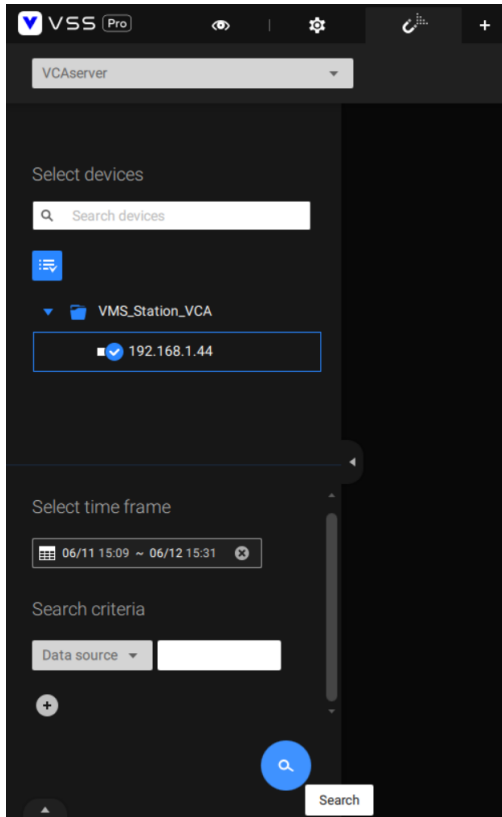 VSS Pro
VCAserver
Select devices
Search devices
VMS_Station_VCA
192.168.1.44
Select time frame
06/11 15:09 ~ 06/12 15:31
Search criteria
Data source
Search